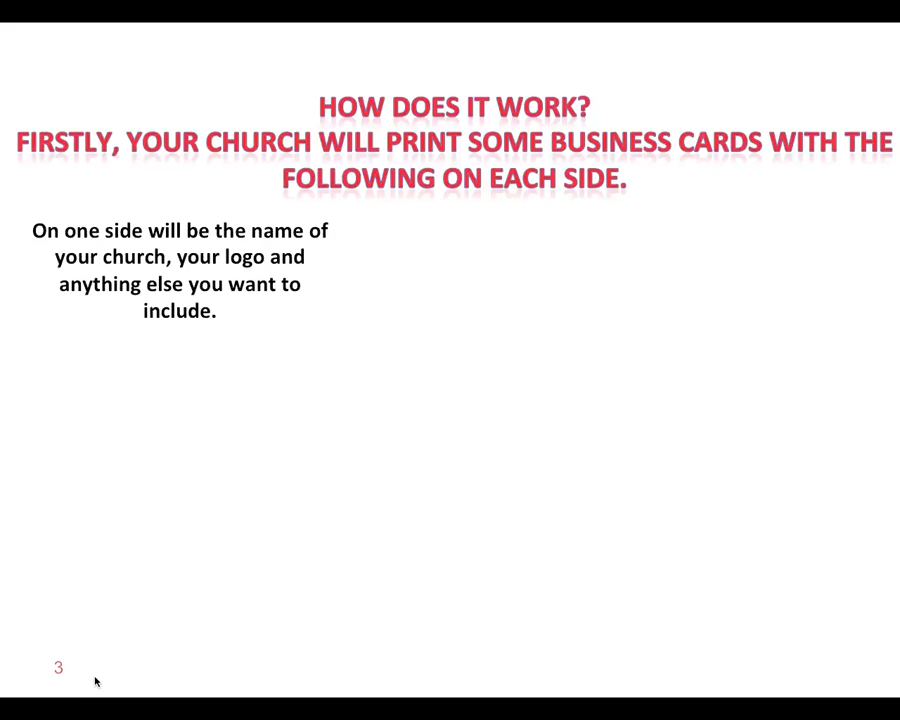 HOW DOES IT WORK?
FIRSTLY, YOUR CHURCH WILL PRINT SOME BUSINESS CARDS WITH THE
FOLLOWING ON EACH SIDE.
On one side will be the name of
your church, your logo and
anything else you want to
include.
3